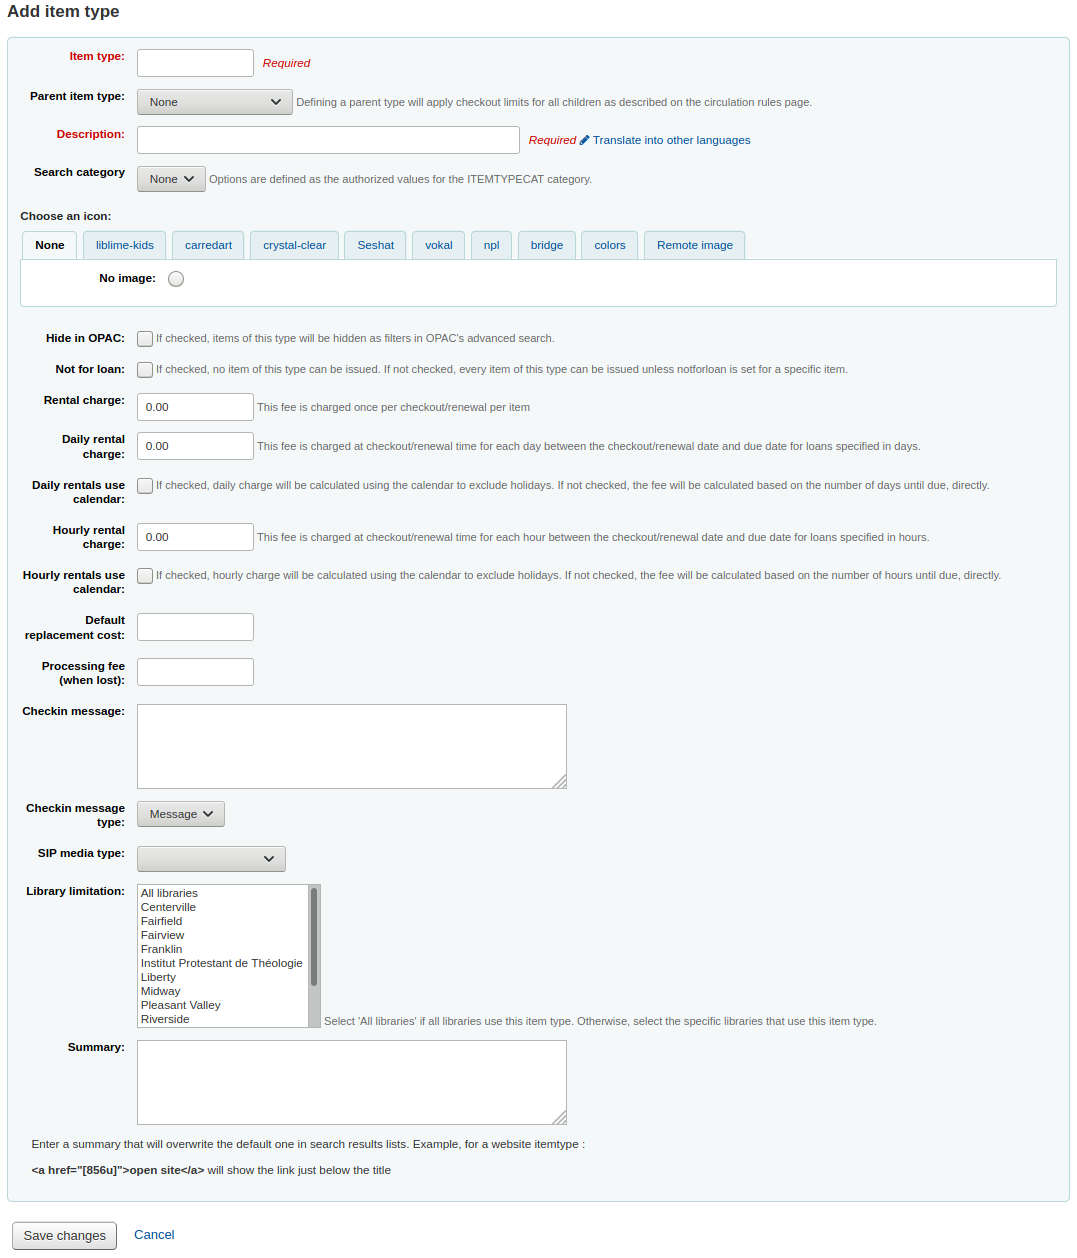 Add item type
Item type: Required
Parent item type: None Defining a parent type will apply checkout limits for all children as described on the circulation rules page.
Description: Required Translate into other languages
Search category None Options are defined as the authorized values for the ITEMTYPECAT category.
Choose an icon:
None liblime-kids carredart crystal-clear Seshat vokal npl bridge colors Remote image
No image:
Hide in OPAC: If checked, items of this type will be hidden as filters in OPAC's advanced search.
Not for loan: If checked, no item of this type can be issued. If not checked, every item of this type can be issued unless notforloan is set for a specific item.
Rental charge: 0.00 This fee is charged once per checkout/renewal per item
Daily rental
charge: 0.00 This fee is charged at checkout/renewal time for each day between the checkout/renewal date and due date for loans specified in days.
Daily rentals use
calendar: If checked, daily charge will be calculated using the calendar to exclude holidays. If not checked, the fee will be calculated based on the number of days until due, directly.
Hourly rental
charge: 0.00 This fee is charged at checkout/renewal time for each hour between the checkout/renewal date and due date for loans specified in hours.
Hourly rentals use
calendar: If checked, hourly charge will be calculated using the calendar to exclude holidays. If not checked, the fee will be calculated based on the number of hours until due, directly.
Default
replacement cost:
Processing fee
(when lost):
Checkin message:
Checkin message
type: Message
SIP media type:
Library limitation:
All libraries
Centerville
Fairfield
Fairview
Franklin
Institut Protestant de Théologie
Liberty
Midway
Pleasant Valley
Riverside
Select 'All libraries' if all libraries use this item type. Otherwise, select the specific libraries that use this item type.
Summary:
Enter a summary that will overwrite the default one in search results lists. Example, for a website itemtype :
<a href="[856u]">open site</a> will show the link just below the title
Save changes Cancel